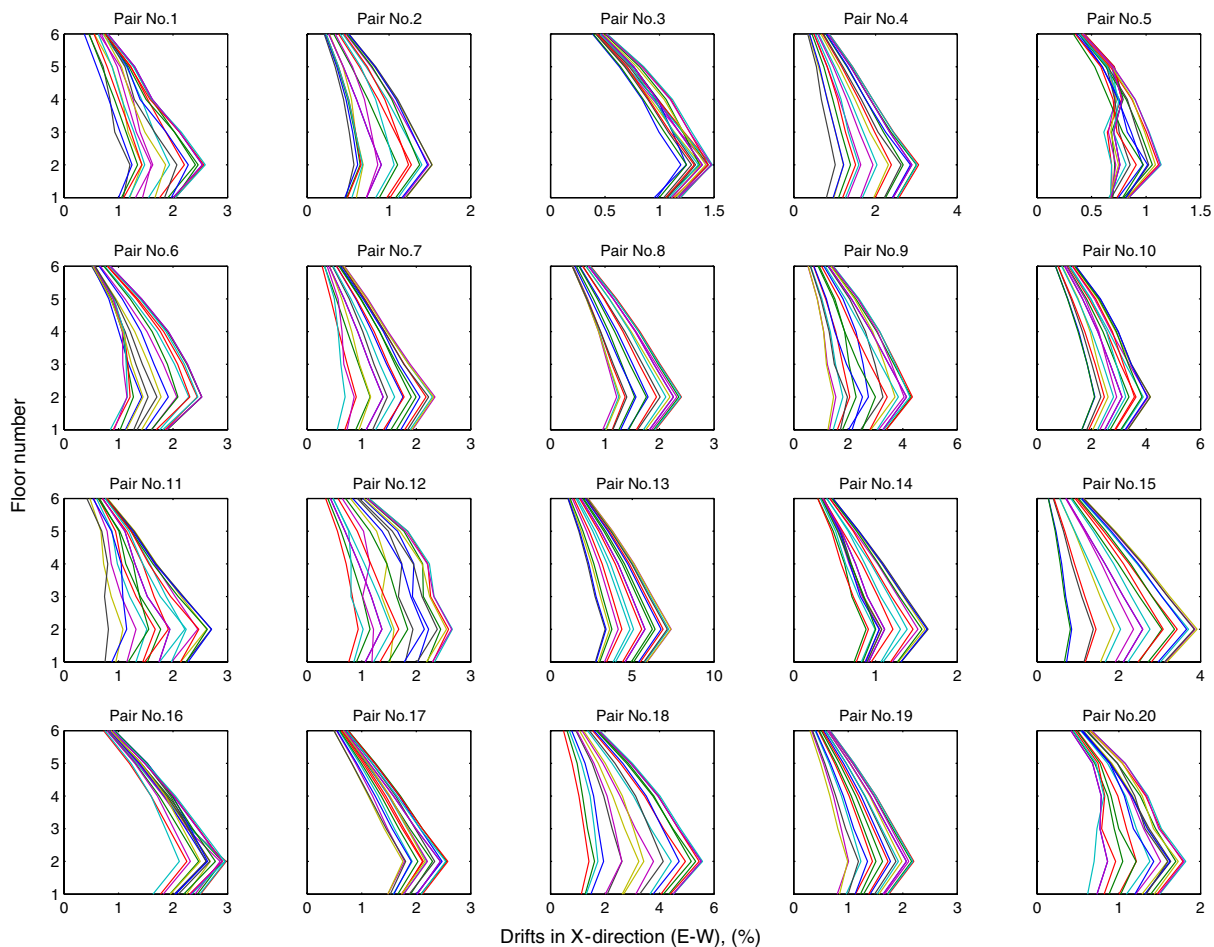 Pair No.1 Pair No.2 Pair No.3 Pair No.4 Pair No.5
6
5
4
3
2
1
0 1 2 3 0 1 2 0.5 1 1.5 0 2 4 0 0.5 1 1.5
Pair No.6 Pair No.7 Pair No.8 Pair No.9 Pair No.10
6
5
4
3
2
1
0 1 2 3 0 1 2 3 0 1 2 3 0 2 4 6 0 2 4 6
Pair No.11 Pair No.12 Pair No.13 Pair No.14 Pair No.15
6
5
4
3
2
1
0 1 2 3 0 1 2 3 0 5 10 0 1 2 0 2 4
Pair No.16 Pair No.17 Pair No.18 Pair No.19 Pair No.20
6
5
4
3
2
1
0 1 2 3 0 1 2 3 0 2 4 6 0 1 2 3 0 1 2
Floor number
Drifts in X-direction (E-W), (%)